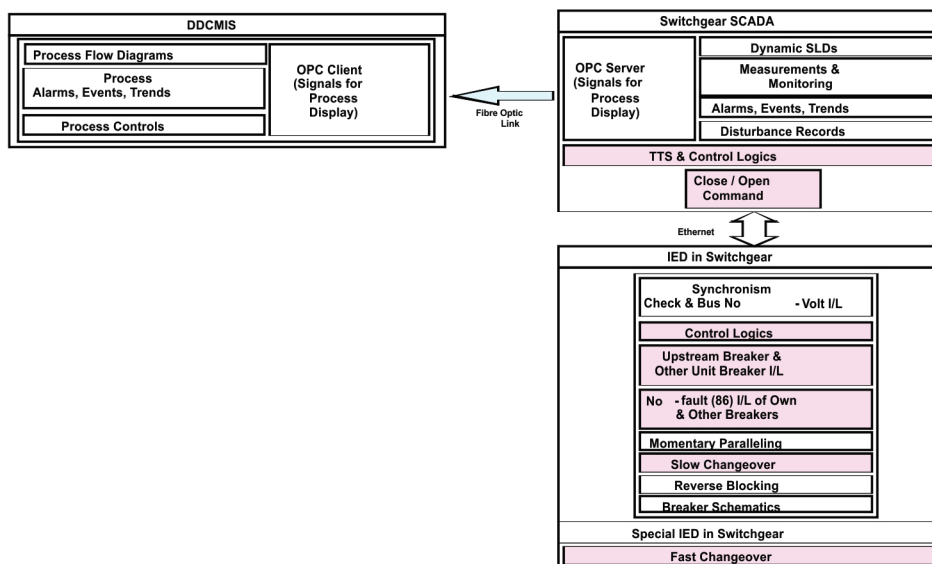 DDCMIS
Process Flow Diagrams
Process
Alarms, Events, Trends
Process Controls
OPC Client
(Signals for
Process
Display)
Fibre Optic
Link
Switchgear SCADA
OPC Server
(Signals for
Process
Display)
Dynamic SLDs
Measurements &
Monitoring
Alarms, Events, Trends
Disturbance Records
TTS & Control Logics
Close / Open
Command
Ethernet
IED in Switchgear
Synchronism
Check & Bus No - Volt I/L
Control Logics
Upstream Breaker &
Other Unit Breaker I/L
No - fault (86) I/L of Own
& Other Breakers
Momentary Paralleling
Slow Changeover
Reverse Blocking
Breaker Schematics
Special IED in Switchgear
Fast Changeover